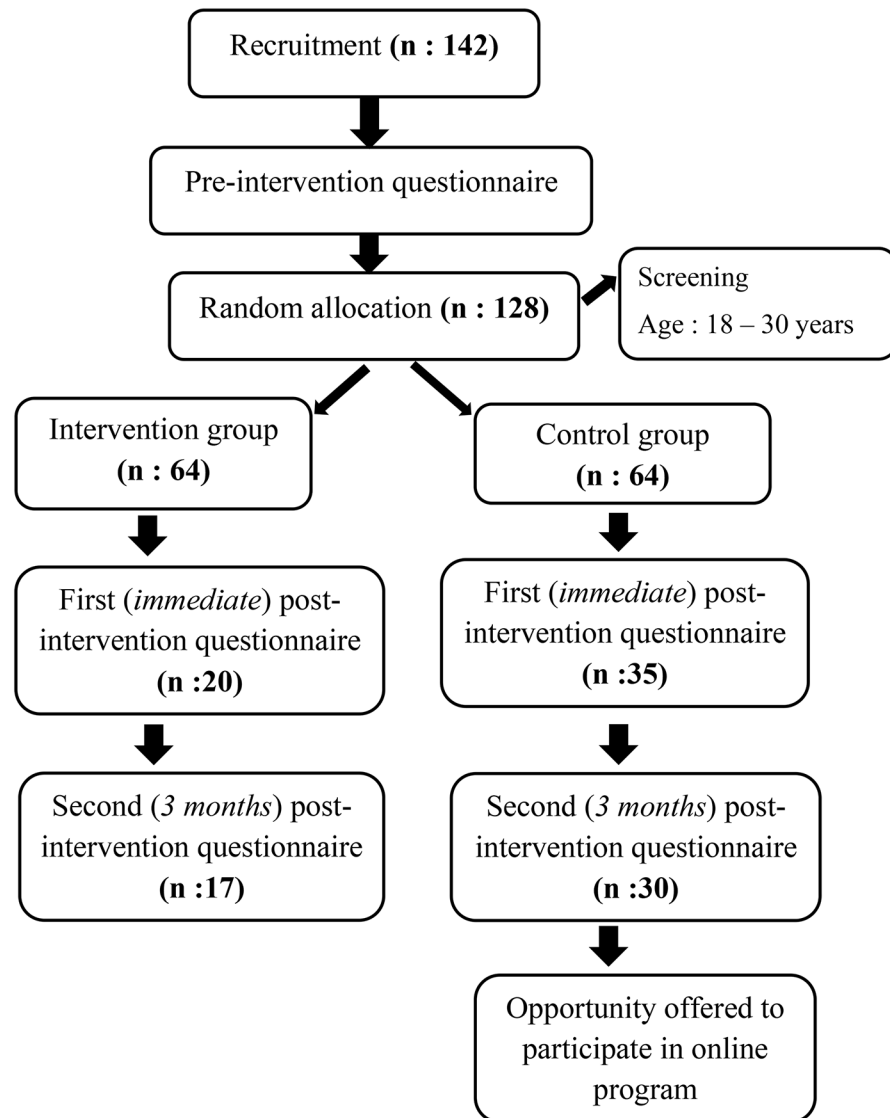 Recruitment (n : 142)
Pre-intervention questionnaire
Random allocation (n : 128)
Screening
Age : 18 – 30 years
Intervention group
(n : 64)
Control group
(n : 64)
First (immediate) post-
intervention questionnaire
(n :20)
First (immediate) post-
intervention questionnaire
(n :35)
Second (3 months) post-
intervention questionnaire
(n :17)
Second (3 months) post-
intervention questionnaire
(n :30)
Opportunity offered to
participate in online
program